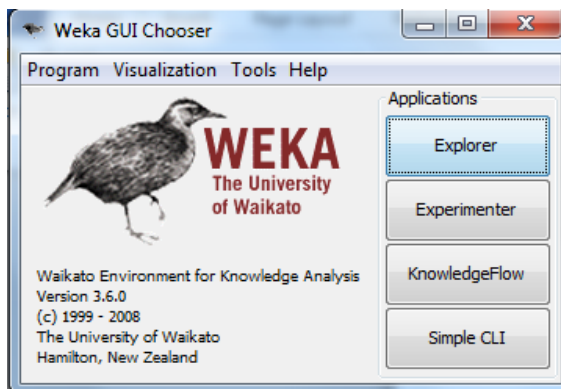 Weka GUI Chooser
Program Visualization Tools Help
WEKA
The University
of Waikato
Waikato Environment for Knowledge Analysis
Version 3.6.0
(c) 1999 - 2008
The University of Waikato
Hamilton, New Zealand
Applications
Explorer
Experimenter
KnowledgeFlow
Simple CLI